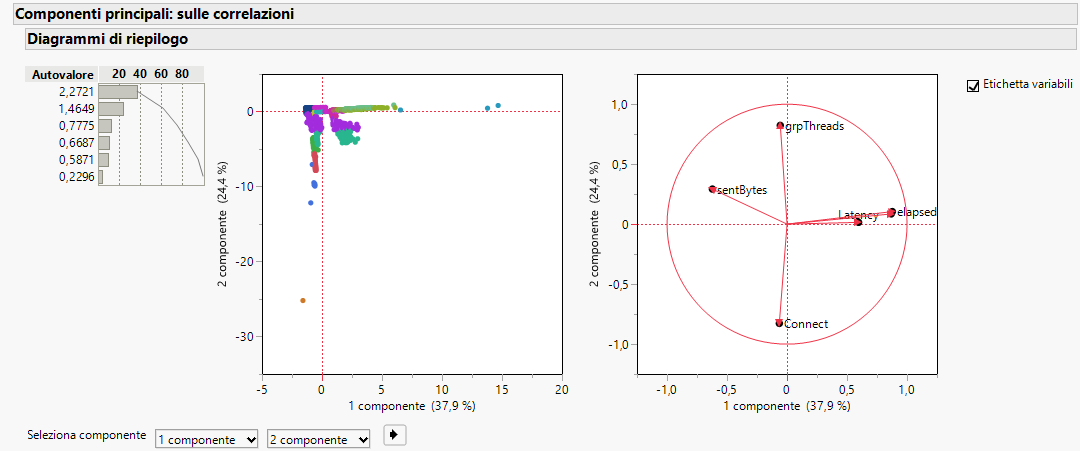 Componenti principali: sulle correlazioni
Diagrammi di riepilogo
Autovalore 20 40 60 80
2,2721
1,4649
0,7775
0,6687
0,5871
0,2296
2 componente (24,4 %)
0
-10
-20
-30
-5 0 5 10 15 20
1 componente (37,9 %)
2 componente (24,4 %)
1,0
0,5
0
-0,5
-1,0
grpThreads
sentBytes
Latency
elapsed
Connect
-1,0 -0,5 0 0,5 1,0
1 componente (37,9 %)
Etichetta variabili
Seleziona componente 1 componente 2 componente